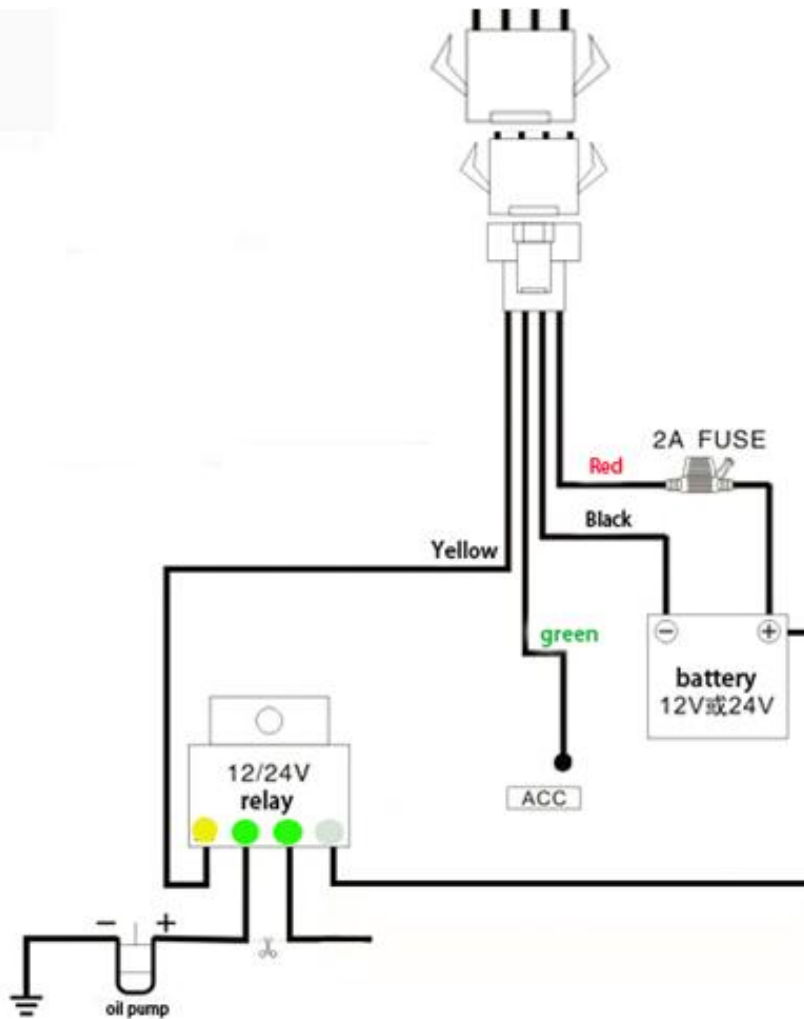 2A FUSE
Red
Black
Yellow
green
− +
battery
12V或24V
12/24V
relay
ACC
− +
oil pump